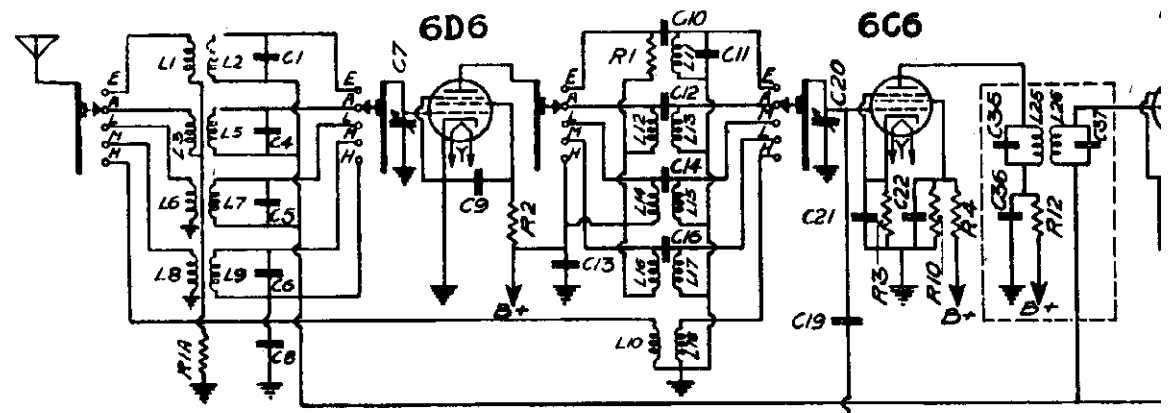 6D6
6C6
C10
R1
L11
C11
L1
L2
C1
C7
C20
E
A
L
M
H
E
A
L
M
H
E
A
L
M
H
E
A
M
L
H
L3
L5
C4
C12
L12
L13
C35
L25
L26
C37
L6
L7
C5
C14
L14
L15
C9
R2
C21
C22
R4
C36
R12
L8
L9
C6
C13
C16
L16
L17
R3
R10
B+
B+
B+
R1A
C8
L10
L18
C19